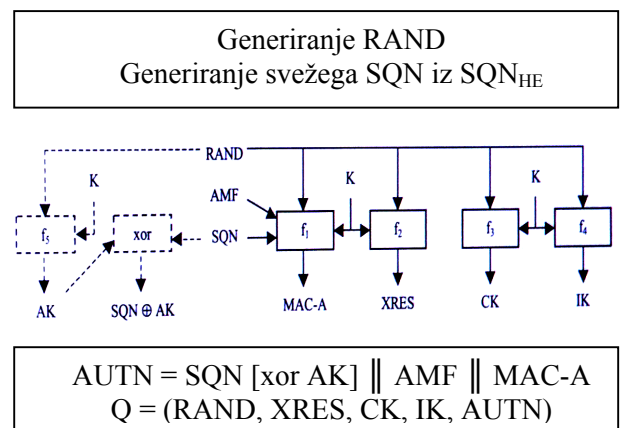 Generiranje RAND
Generiranje svežega SQN iz SQN_HE
RAND
K
K
K
AMF
f₅
xor
SQN
f₁
f₂
f₃
f₄
AK
SQN ⊕ AK
MAC-A
XRES
CK
IK
AUTN = SQN [xor AK] ‖ AMF ‖ MAC-A
Q = (RAND, XRES, CK, IK, AUTN)